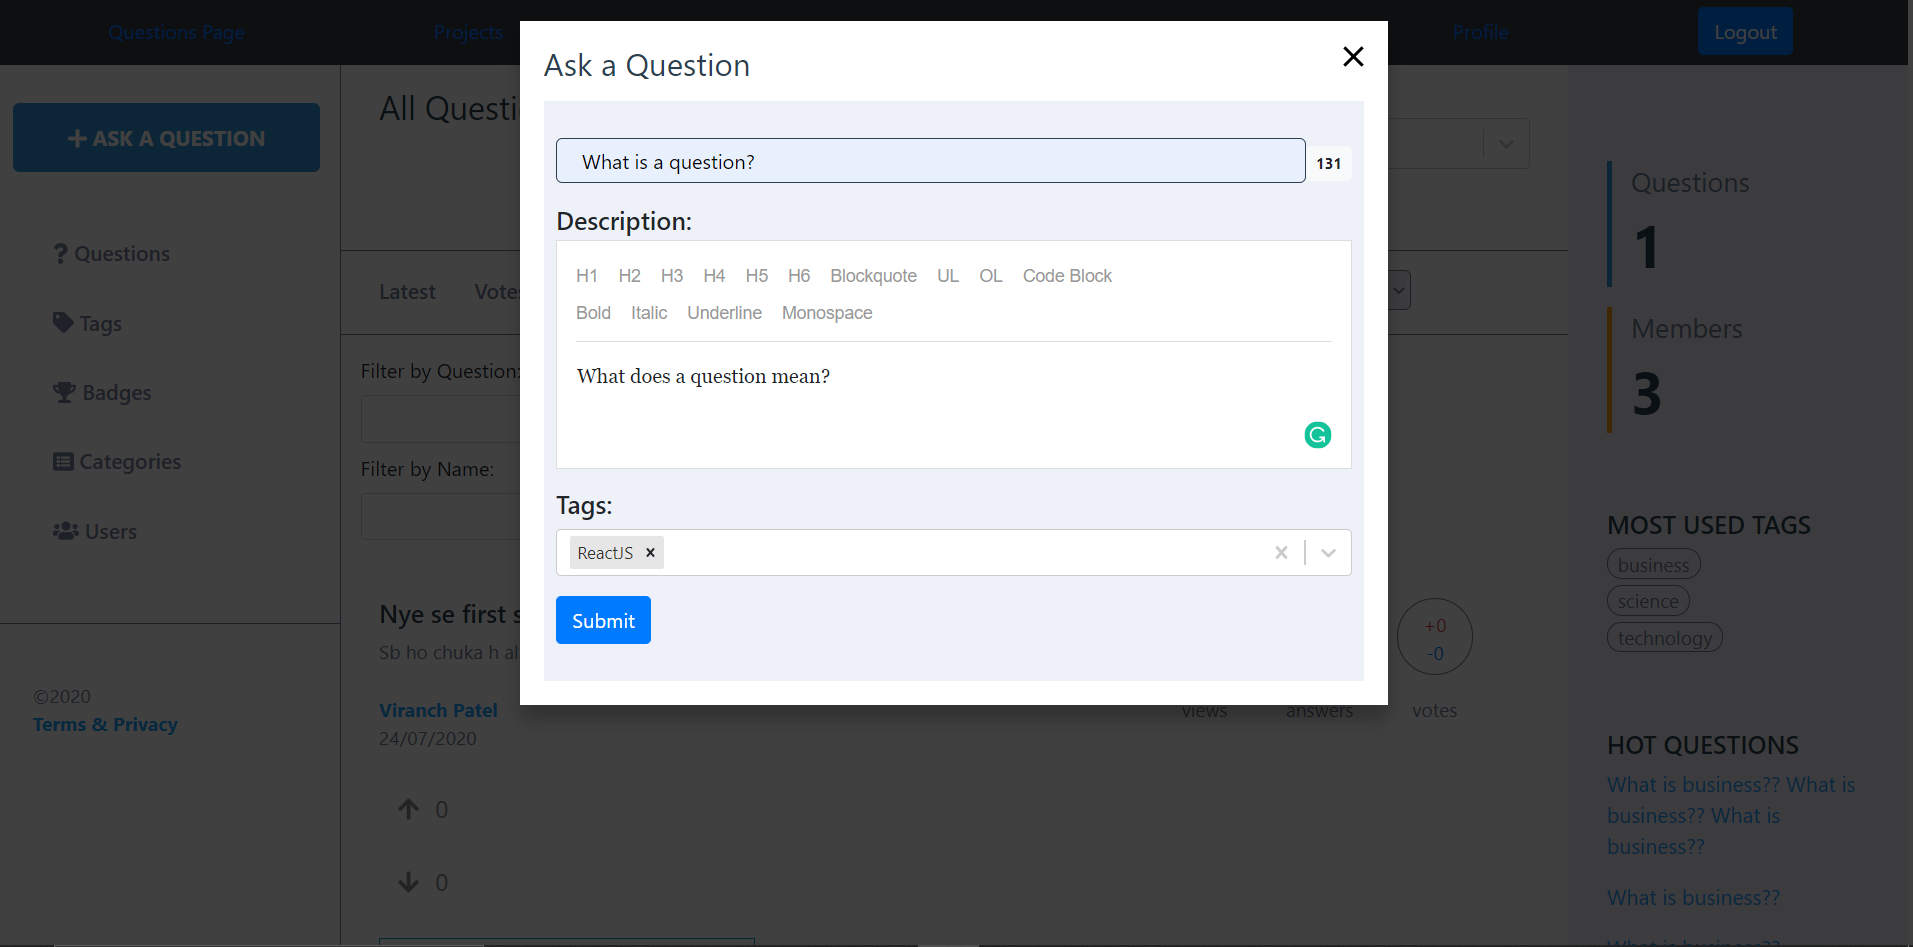 Questions Page
Projects
Profile
Logout
ASK A QUESTION
Questions
Tags
Badges
Categories
Users
©2020
Terms & Privacy
All Questi
Latest Vote
Filter by Question:
Filter by Name:
Nye se first s
Sb ho chuka h al
Viranch Patel
24/07/2020
0
0
Ask a Question
What is a question?
131
Description:
H1 H2 H3 H4 H5 H6 Blockquote UL OL Code Block
Bold Italic Underline Monospace
What does a question mean?
Tags:
ReactJS
Submit
+0
-0
views answers votes
Questions
1
Members
3
MOST USED TAGS
business
science
technology
HOT QUESTIONS
What is business?? What is
business?? What is
business??
What is business??